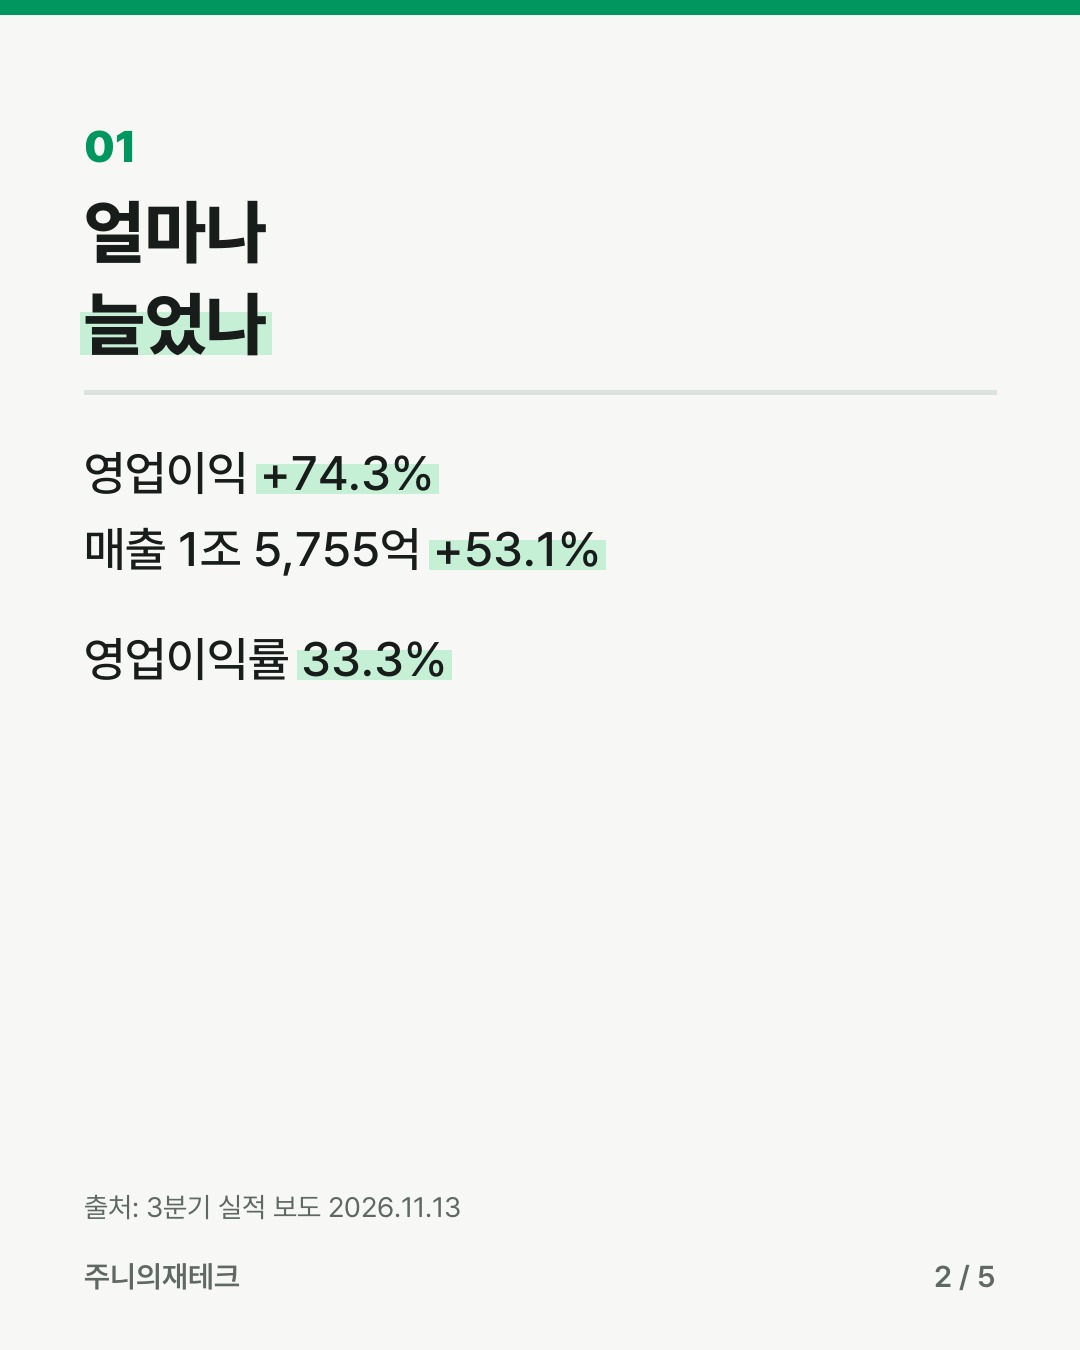 01
얼마나
늘었나
영업이익 +74.3%
매출 1조 5,755억 +53.1%
영업이익률 33.3%
출처: 3분기 실적 보도 2026.11.13
주니의재테크
2 / 5